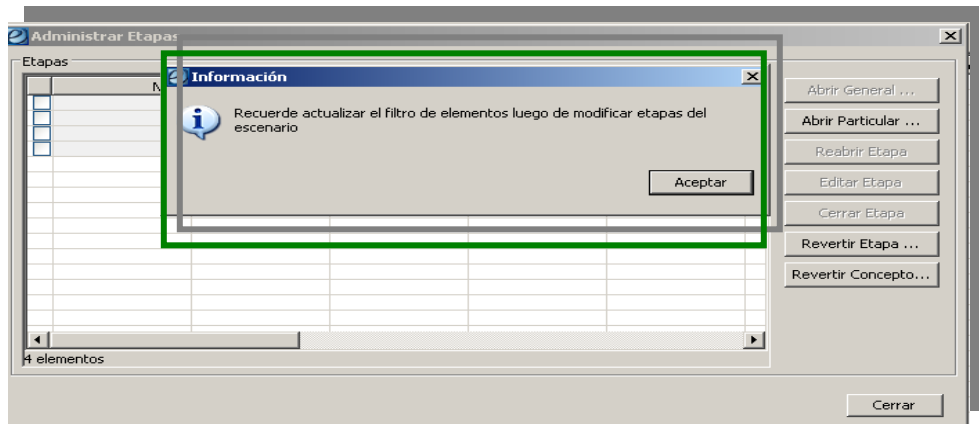 Administrar Etapas
Etapas
N
Información
Recuerde actualizar el filtro de elementos luego de modificar etapas del
escenario
Aceptar
Abrir General ...
Abrir Particular ...
Reabrir Etapa
Editar Etapa
Cerrar Etapa
Revertir Etapa ...
Revertir Concepto...
4 elementos
Cerrar